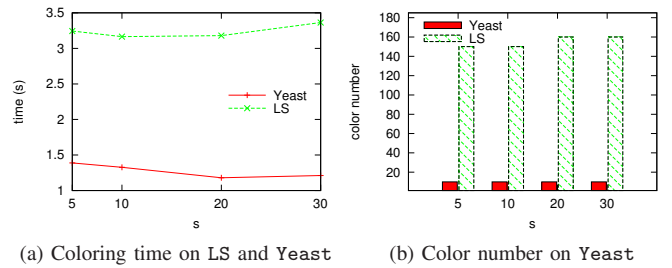 3.5
3
2.5
2
1.5
1
time (s)
Yeast
LS
5
10
20
30
s
(a) Coloring time on LS and Yeast
180
160
140
120
100
80
60
40
20
color number
Yeast
LS
5
10
20
30
s
(b) Color number on Yeast